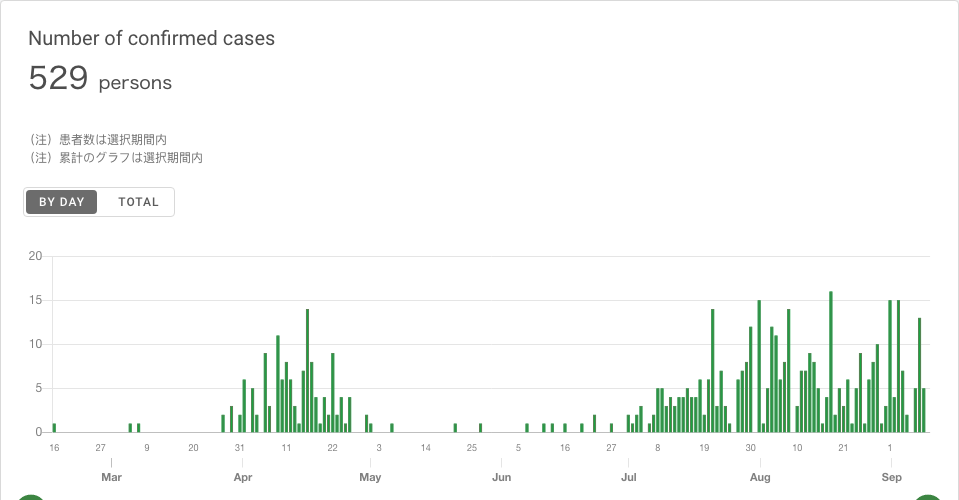 Number of confirmed cases
529 persons
（注）患者数は選択期間内
（注）累計のグラフは選択期間内
BY DAY TOTAL
20
15
10
5
0
16 27 9 20 31 11 22 3 14 25 5 16 27 8 19 30 10 21 1
Mar Apr May Jun Jul Aug Sep